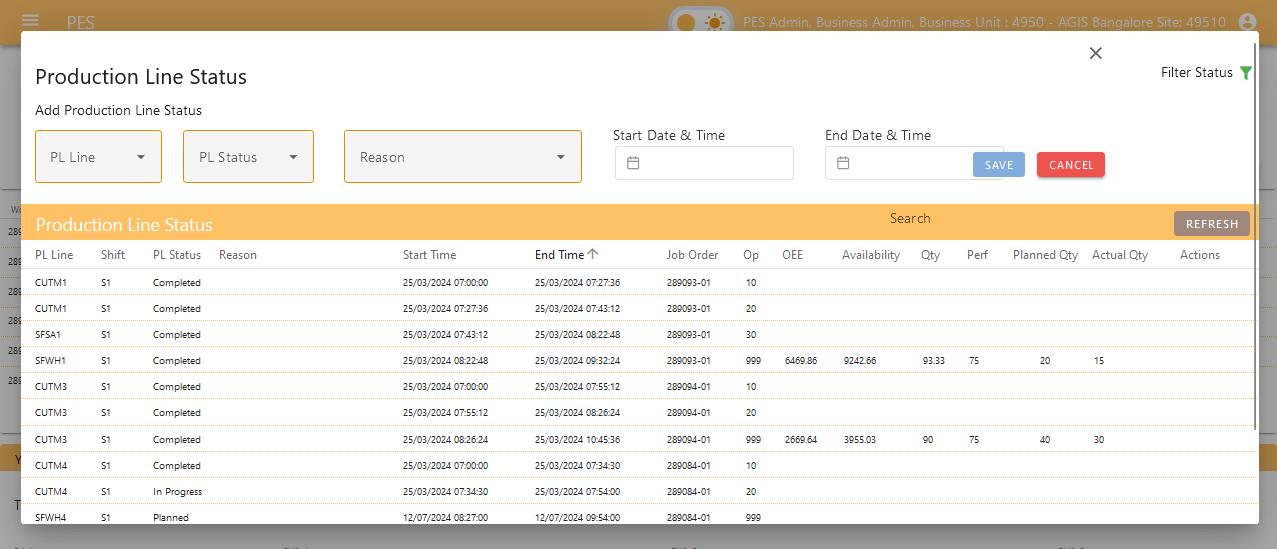 PES
PES Admin, Business Admin, Business Unit : 4950 - AGIS Bangalore Site: 49510
Production Line Status
Filter Status
Add Production Line Status
PL Line
PL Status
Reason
Start Date & Time
End Date & Time
SAVE
CANCEL
Production Line Status
Search
REFRESH
PL Line Shift PL Status Reason Start Time End Time Job Order Op OEE Availability Qty Perf Planned Qty Actual Qty Actions
CUTM1 S1 Completed 25/03/2024 07:00:00 25/03/2024 07:27:36 289093-01 10
CUTM1 S1 Completed 25/03/2024 07:27:36 25/03/2024 07:43:12 289093-01 20
SFSA1 S1 Completed 25/03/2024 07:43:12 25/03/2024 08:22:48 289093-01 30
SFWH1 S1 Completed 25/03/2024 08:22:48 25/03/2024 09:32:24 289093-01 999 6469.86 9242.66 93.33 75 20 15
CUTM3 S1 Completed 25/03/2024 07:00:00 25/03/2024 07:55:12 289094-01 10
CUTM3 S1 Completed 25/03/2024 07:55:12 25/03/2024 08:26:24 289094-01 20
CUTM3 S1 Completed 25/03/2024 08:26:24 25/03/2024 10:45:36 289094-01 999 2669.64 3955.03 90 75 40 30
CUTM4 S1 Completed 25/03/2024 07:00:00 25/03/2024 07:34:30 289084-01 10
CUTM4 S1 In Progress 25/03/2024 07:34:30 25/03/2024 07:54:00 289084-01 20
SFWH4 S1 Planned 12/07/2024 08:27:00 12/07/2024 09:54:00 289084-01 999